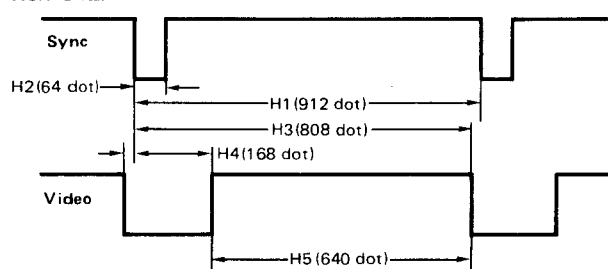 Sync
H2(64 dot)
H1(912 dot)
H3(808 dot)
H4(168 dot)
Video
H5(640 dot)